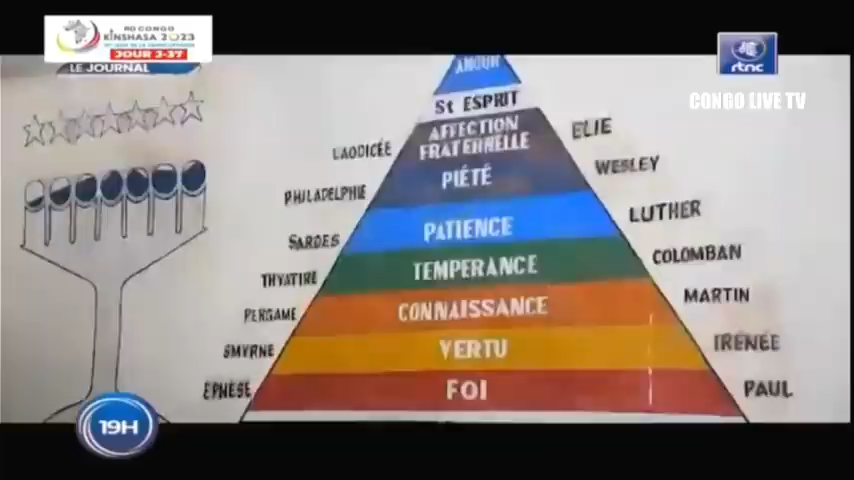 RD CONGO
KINSHASA 2023
JOUR J-37
LE JOURNAL
rtnc
CONGO LIVE TV
AMOUR
St ESPRIT
AFFECTION
FRATERNELLE
PIÉTÉ
PATIENCE
TEMPERANCE
CONNAISSANCE
VERTU
FOI
LAODICÉE
PHILADELPHIE
SARDES
THYATIRE
PERGAME
SMYRNE
EPHESE
ELIE
WESLEY
LUTHER
COLOMBAN
MARTIN
IRÉNÉE
PAUL
19H